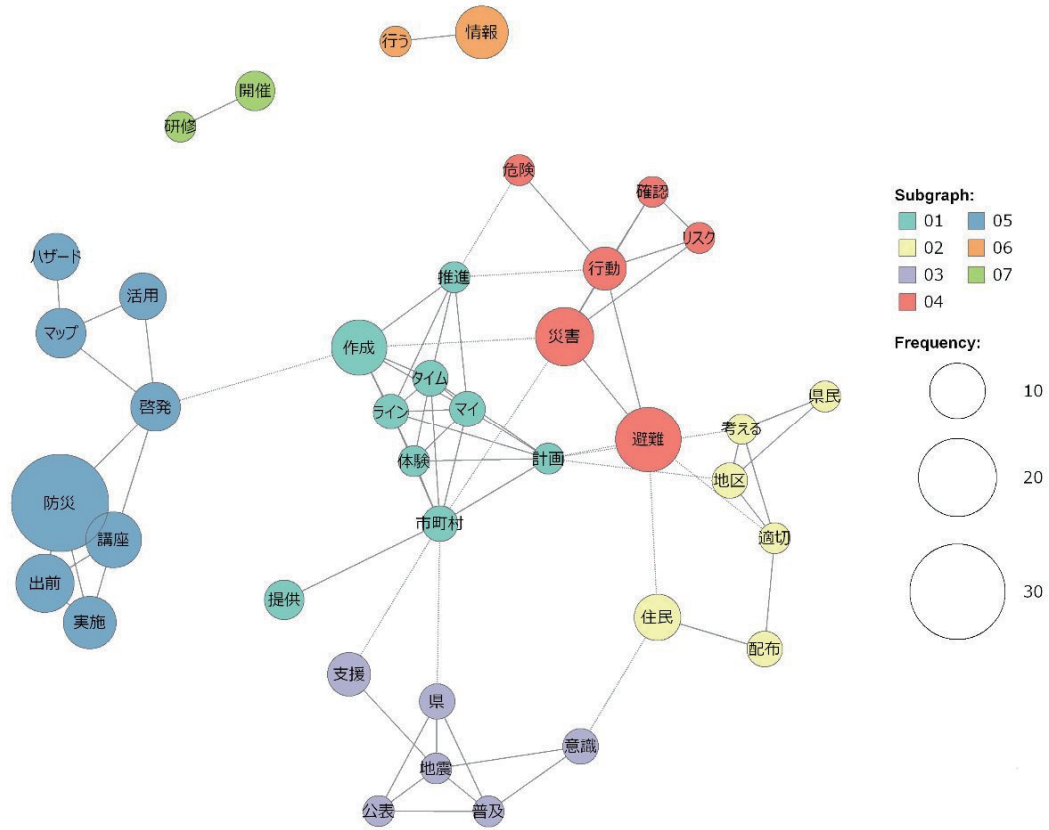 行う
情報
開催
研修
危険
確認
リスク
行動
推進
災害
作成
タイム
ライン
マイ
体験
計画
避難
市町村
提供
ハザード
活用
マップ
啓発
防災
講座
出前
実施
県民
考える
地区
適切
住民
配布
支援
県
意識
地震
公表
普及
Subgraph:
01 05
02 06
03 07
04
Frequency:
10
20
30